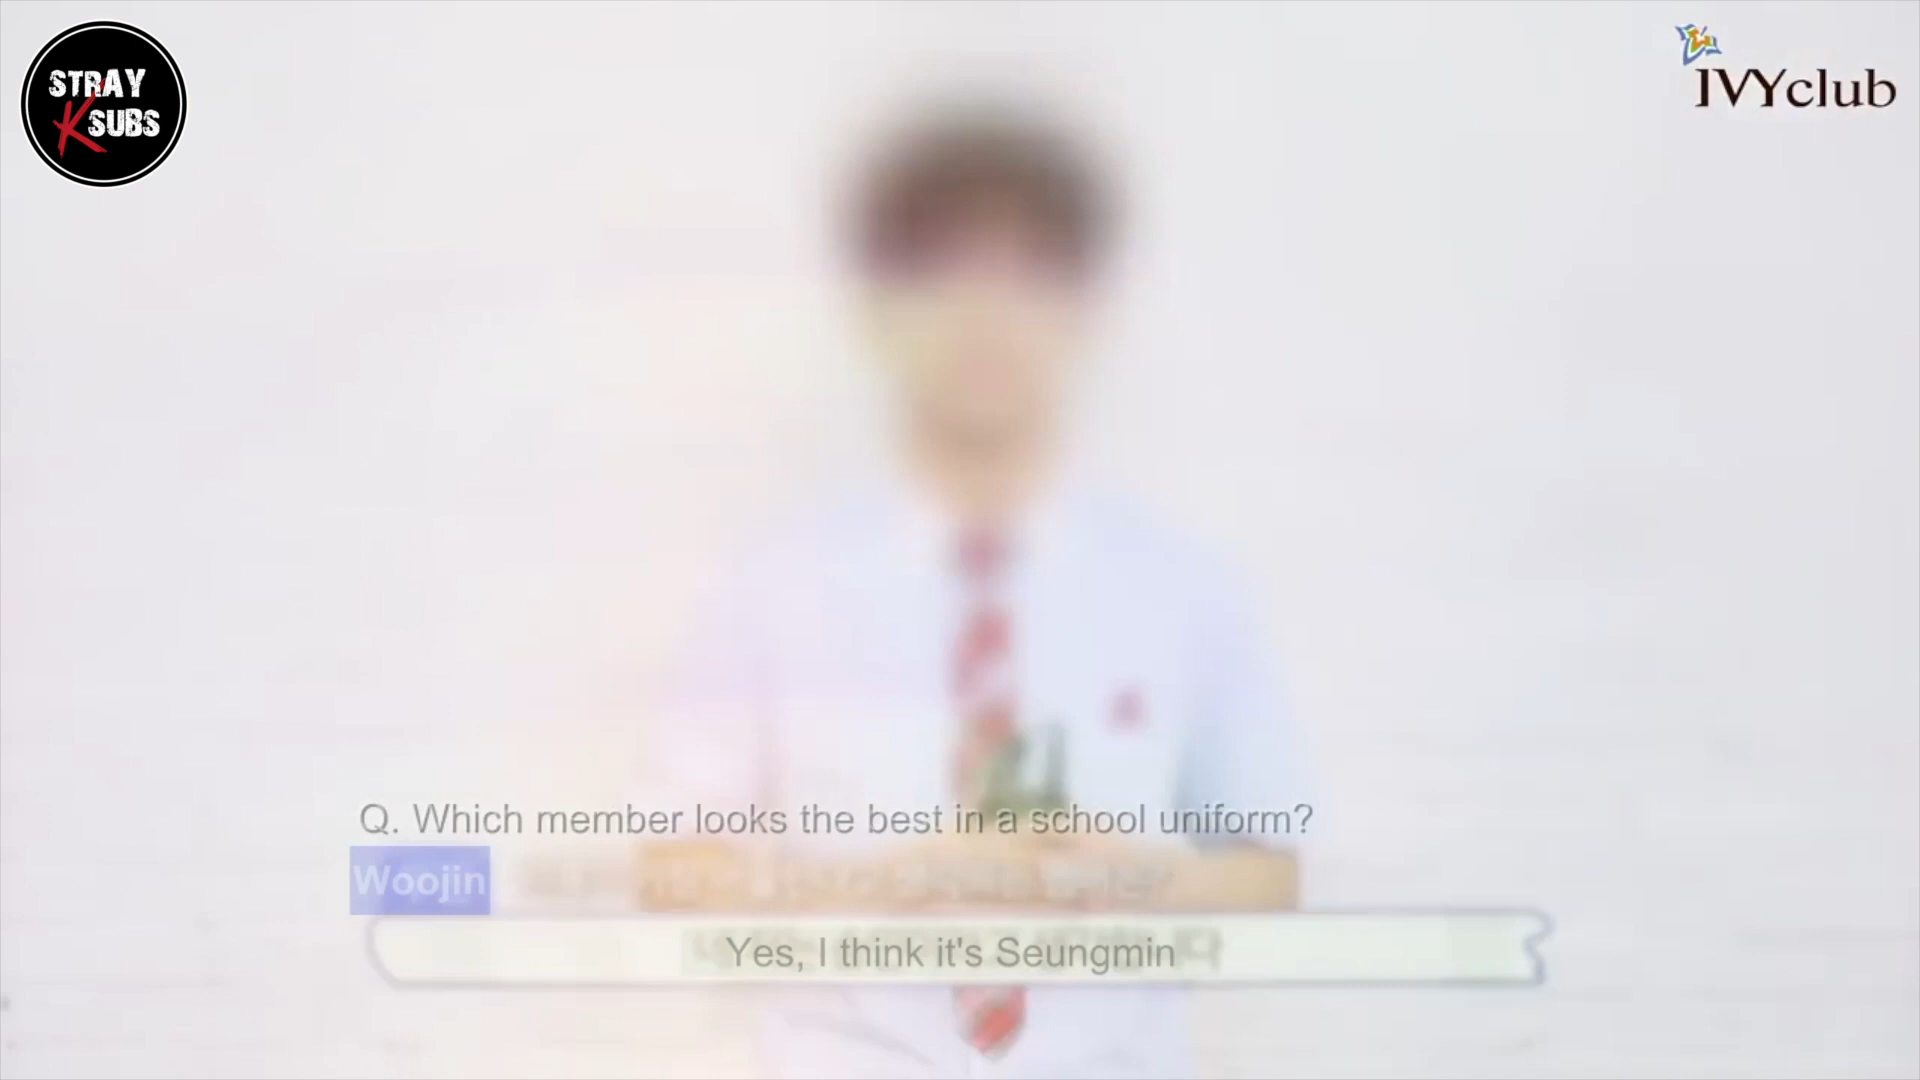 STRAY
K SUBS
IVYclub
Q. Which member looks the best in a school uniform?
Woojin
Yes, I think it's Seungmin